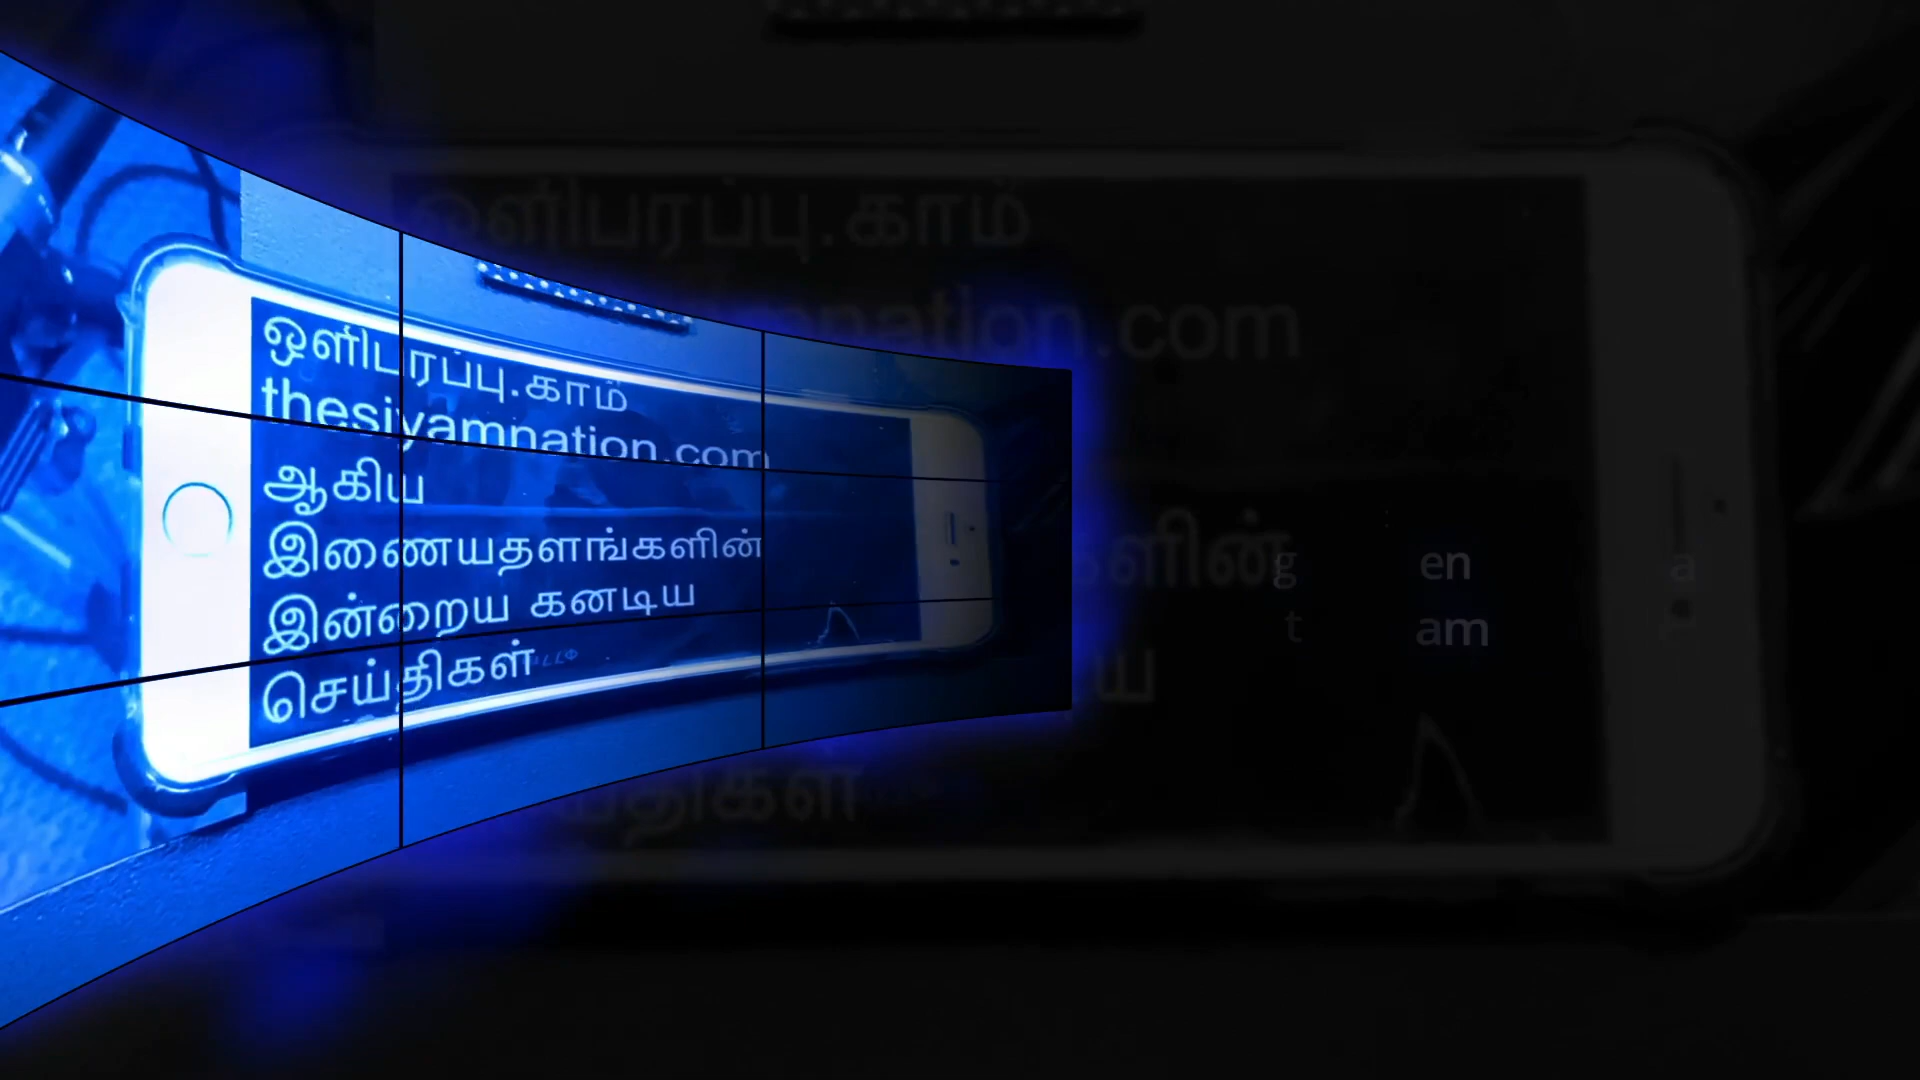 ஒளிபரப்பு.காம்
thesiyamnation.com
ஆகிய
இணையதளங்களின்
இன்றைய கனடிய
செய்திகள்